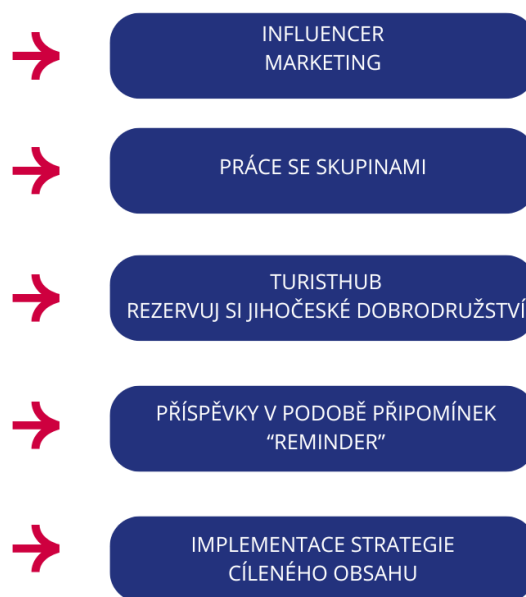 INFLUENCER
MARKETING
PRÁCE SE SKUPINAMI
TURISTHUB
REZERVUJ SI JIHOČESKÉ DOBRODRUŽSTVÍ
PŘÍSPĚVKY V PODOBĚ PŘIPOMÍNEK
“REMINDER”
IMPLEMENTACE STRATEGIE
CÍLENÉHO OBSAHU